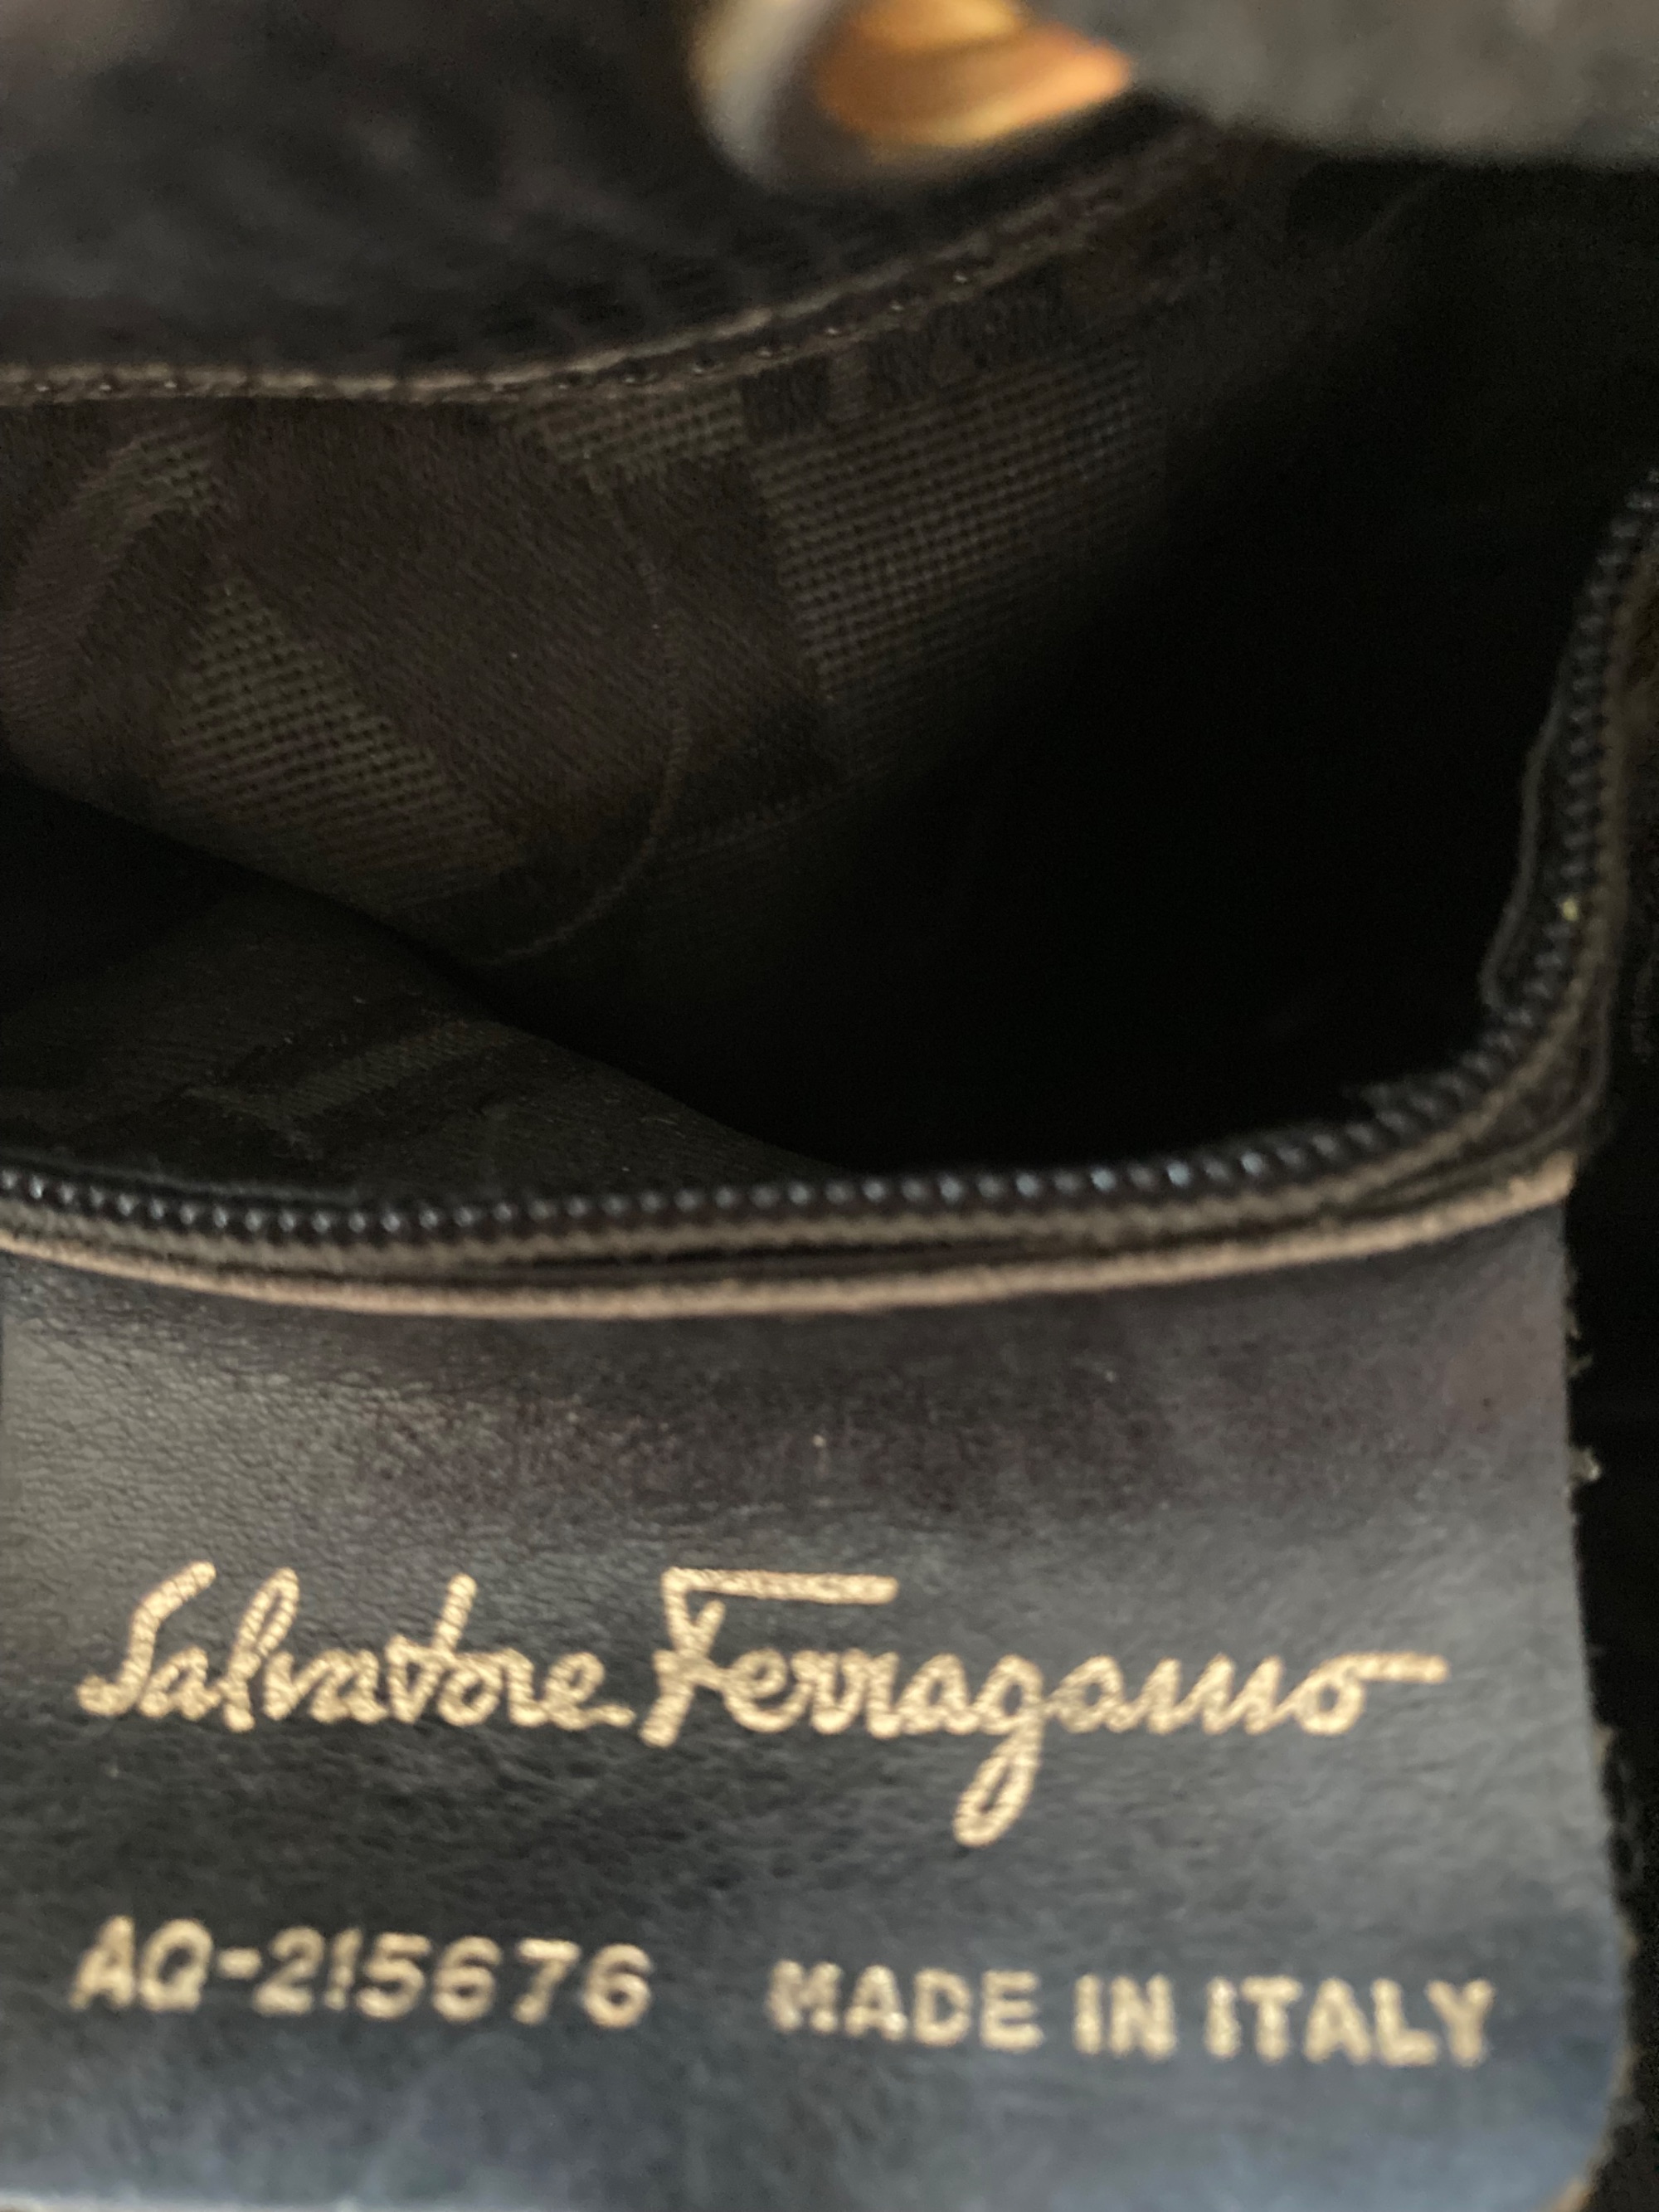 Salvatore Ferragamo
AQ-215676 MADE IN ITALY